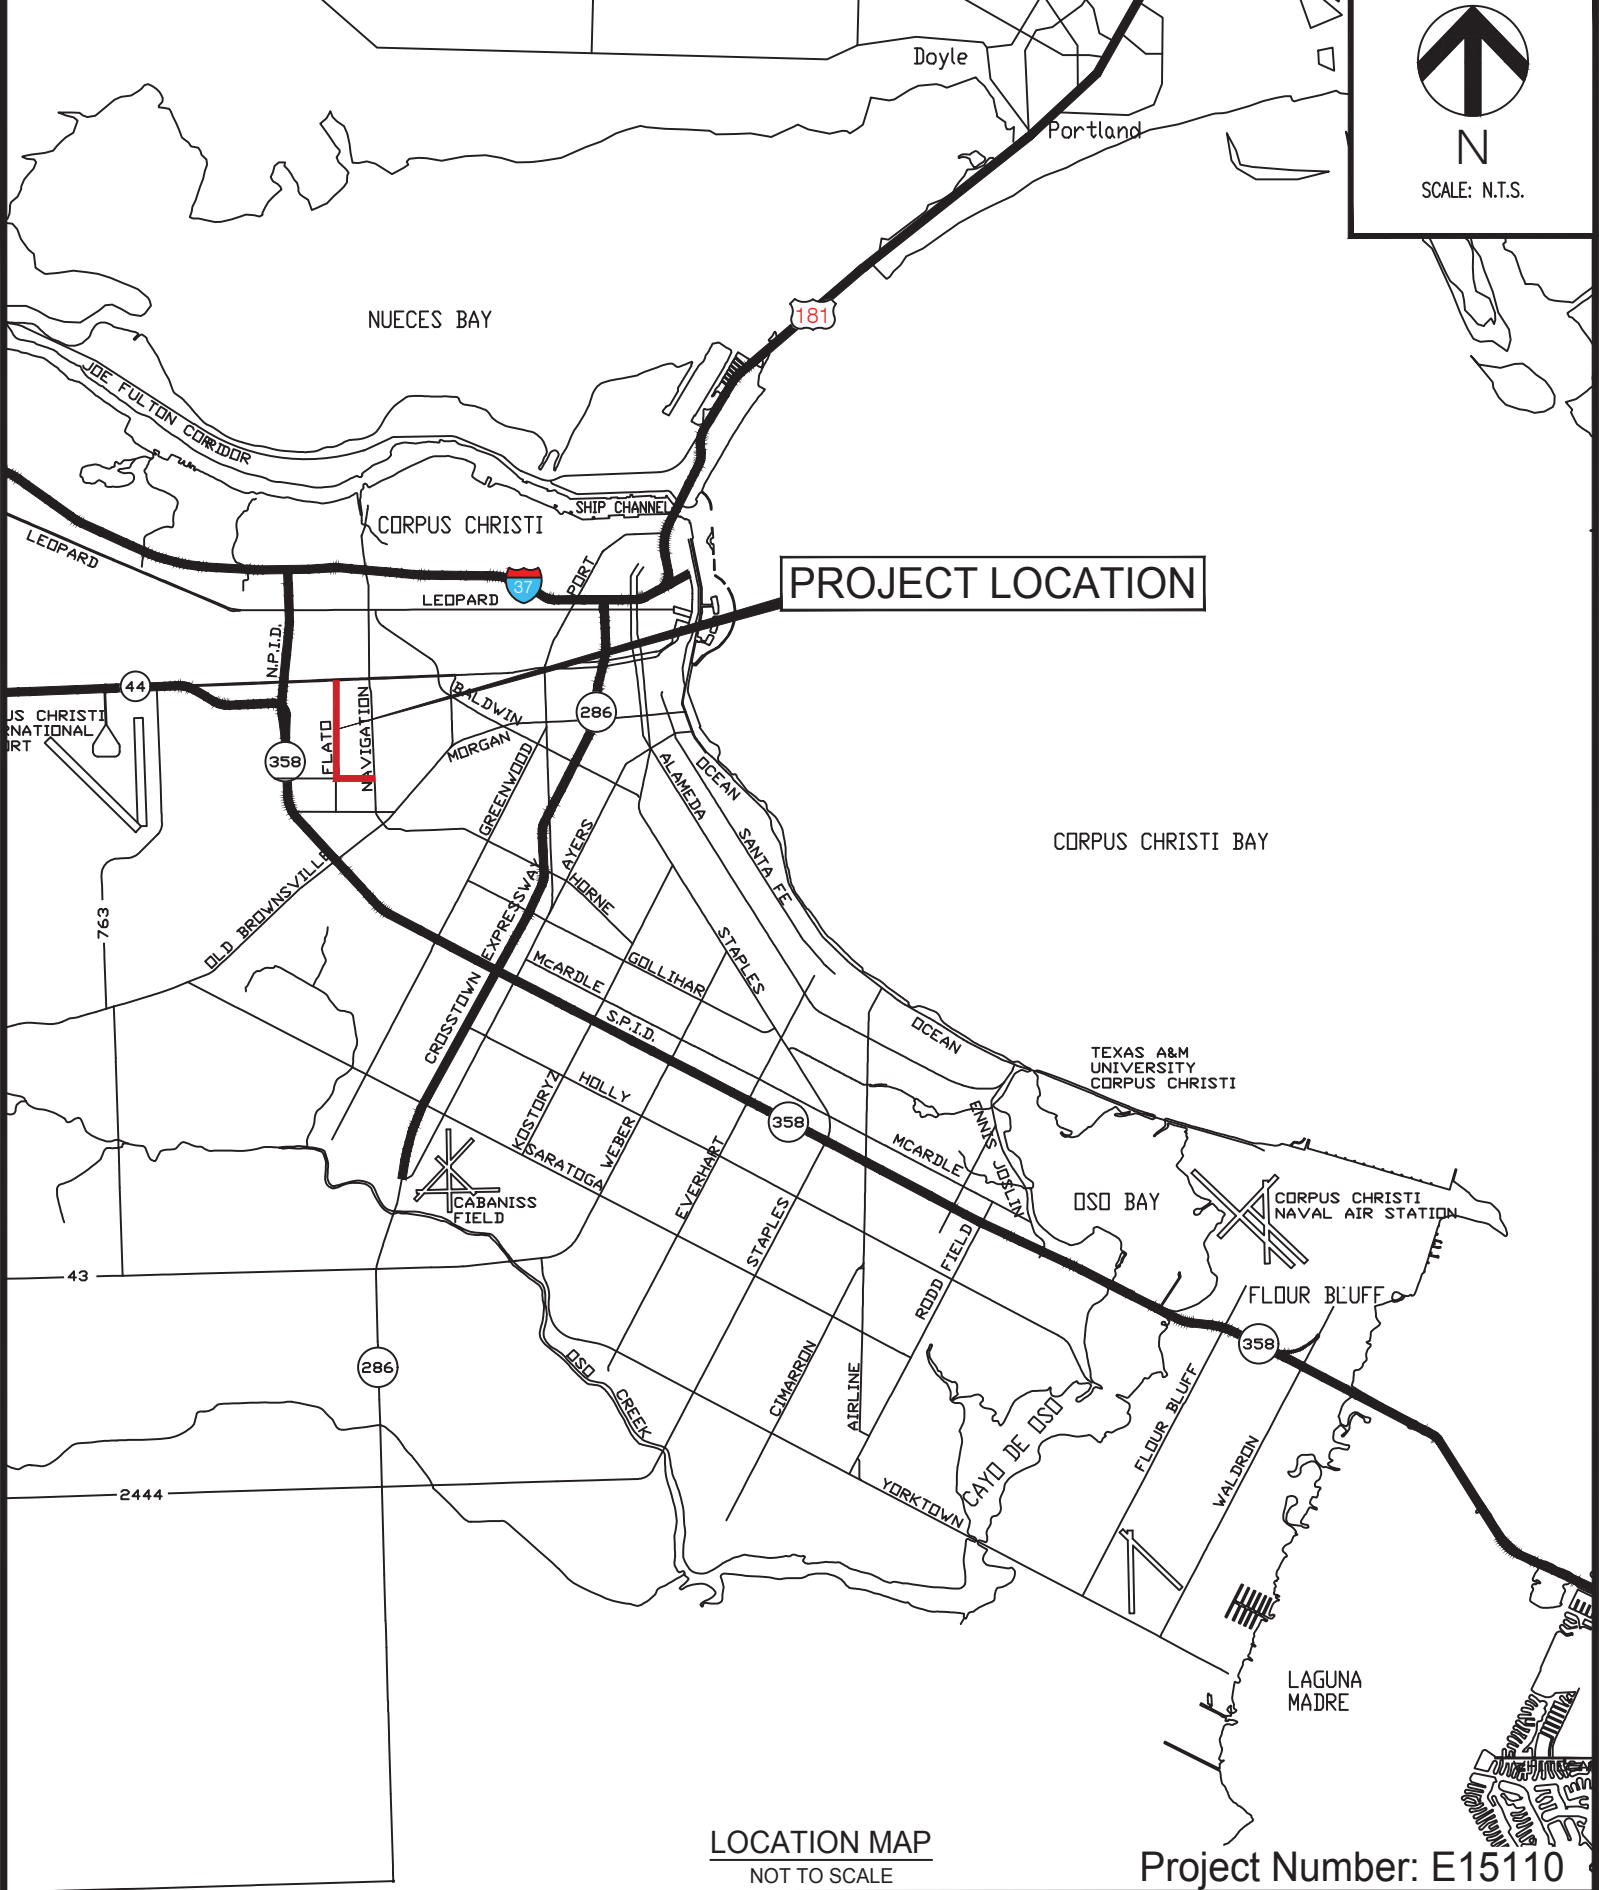 Doyle
Portland
N
SCALE: N.T.S.
NUECES BAY
181
JOE FULTON CORRIDOR
SHIP CHANNEL
CORPUS CHRISTI
LEOPARD
37
PORT
LEOPARD
PROJECT LOCATION
N.P.I.D.
44
US CHRISTI
RNATIONAL
ORT
FLATO
NAVIGATION
BALDWIN
MORGAN
286
358
GREENWOOD
ALAMEDA
OCEAN
SANTA FE
AYERS
HORNE
CORPUS CHRISTI BAY
763
OLD BROWNSVILLE
CROSSTOWN EXPRESSWAY
McARDLE
GOLLIHAR
STAPLES
S.P.I.D.
OCEAN
TEXAS A&M
UNIVERSITY
CORPUS CHRISTI
KOSTORYZ
HOLLY
WEBER
SARATOGA
EVERHART
358
MCARDLE
ENNIS JOSLIN
OSO BAY
CORPUS CHRISTI
NAVAL AIR STATION
CABANISS
FIELD
STAPLES
RODD FIELD
43
FLOUR BLUFF
358
286
OSO CREEK
CIMARRON
AIRLINE
CAYO DE OSO
FLOUR BLUFF
WALDRON
2444
YORKTOWN
LAGUNA
MADRE
LOCATION MAP
NOT TO SCALE
Project Number: E15110